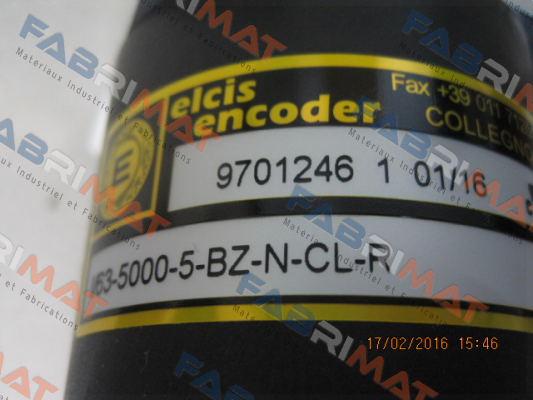 elcis
encoder
Fax +39 011
COLLEGNO
9701246 1 01/16
63-5000-5-BZ-N-CL-R
17/02/2016 15:46
FABRIMAT
Materiaux Industriel et Fabrications